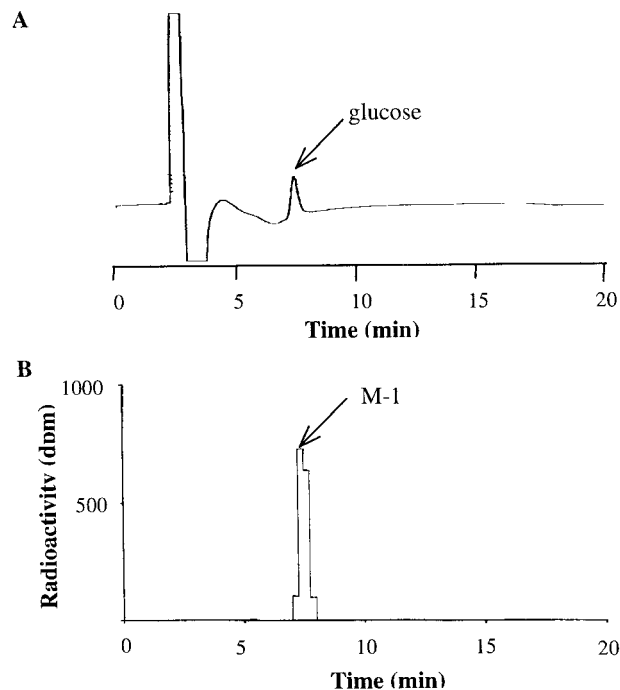 A
glucose
0 5 10 15 20
Time (min)
B
1000
M-1
500
Radioactivity (dpm)
0 5 10 15 20
Time (min)